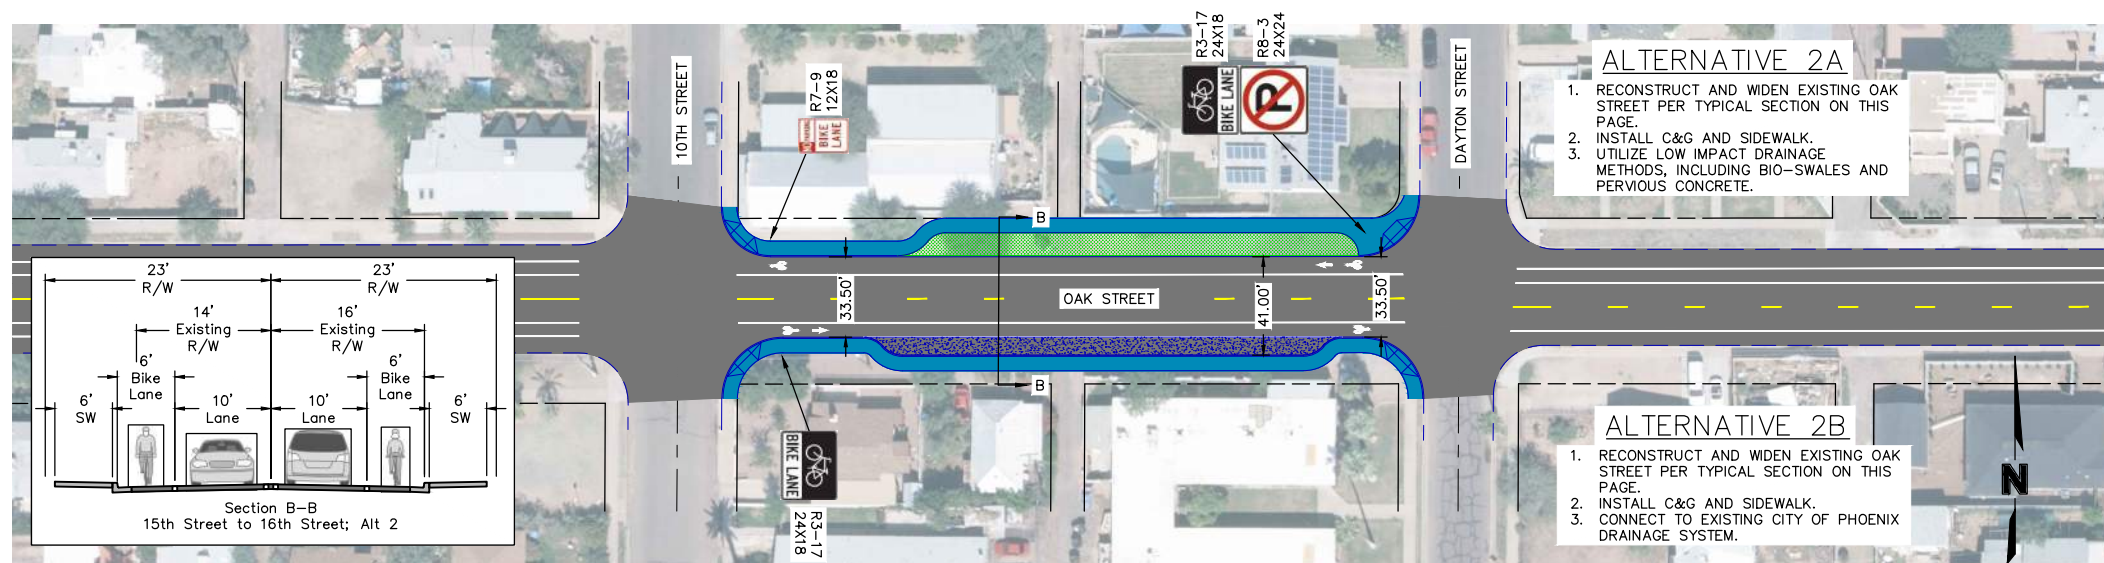 10TH STREET
R7-9
12X18
NO PARKING
BIKE
LANE
R3-17
24X18
R8-3
24X24
BIKE LANE
P
DAYTON STREET
ALTERNATIVE 2A
1. RECONSTRUCT AND WIDEN EXISTING OAK
STREET PER TYPICAL SECTION ON THIS
PAGE.
2. INSTALL C&G AND SIDEWALK.
3. UTILIZE LOW IMPACT DRAINAGE
METHODS, INCLUDING BIO-SWALES AND
PERVIOUS CONCRETE.
B
33.50'
OAK STREET
41.00'
33.50'
B
23'
R/W
23'
R/W
14'
Existing
R/W
16'
Existing
R/W
6'
Bike
Lane
6'
Bike
Lane
6'
SW
10'
Lane
10'
Lane
6'
SW
Section B-B
15th Street to 16th Street; Alt 2
BIKE LANE
R3-17
24X18
ALTERNATIVE 2B
1. RECONSTRUCT AND WIDEN EXISTING OAK
STREET PER TYPICAL SECTION ON THIS
PAGE.
2. INSTALL C&G AND SIDEWALK.
3. CONNECT TO EXISTING CITY OF PHOENIX
DRAINAGE SYSTEM.
N